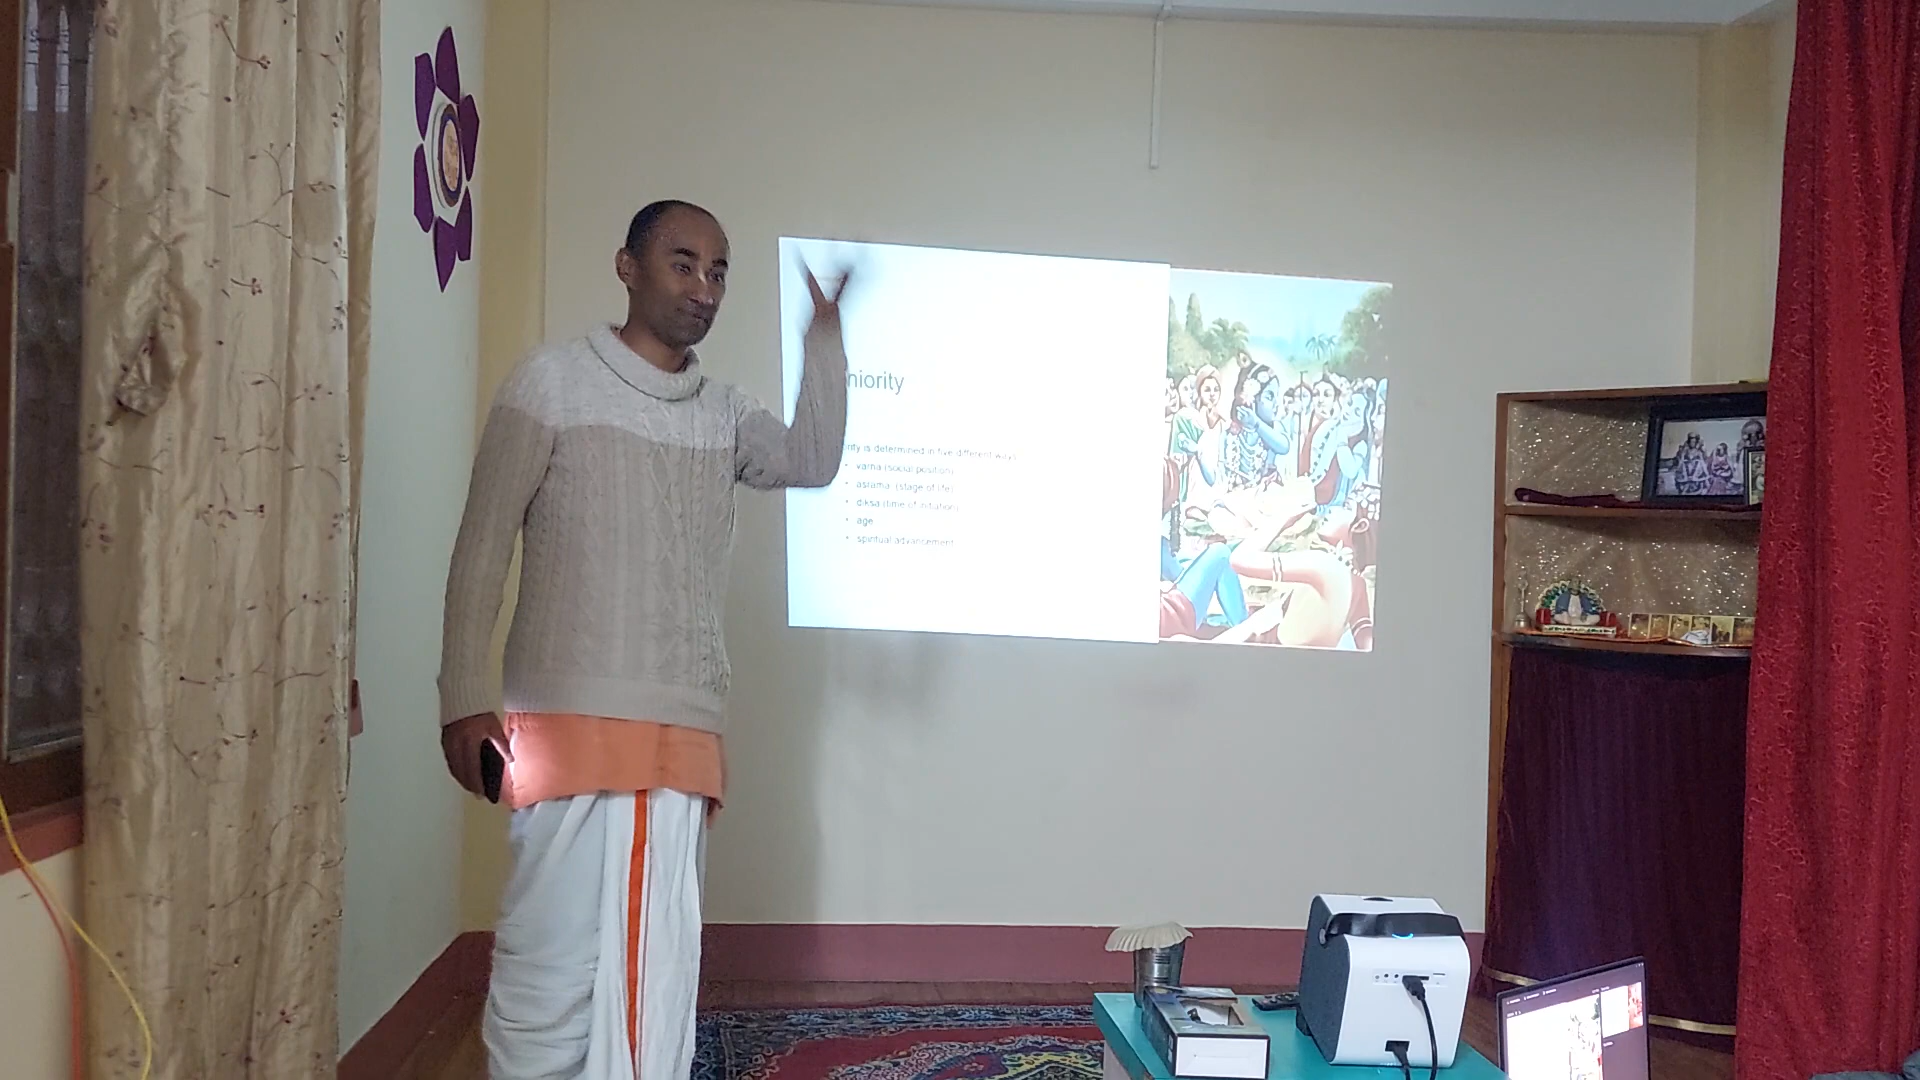 niority
rity is determined in five different ways
• varna (social position)
• asrama (stage of life)
• diksa (time of initiation)
• age
• spiritual advancement